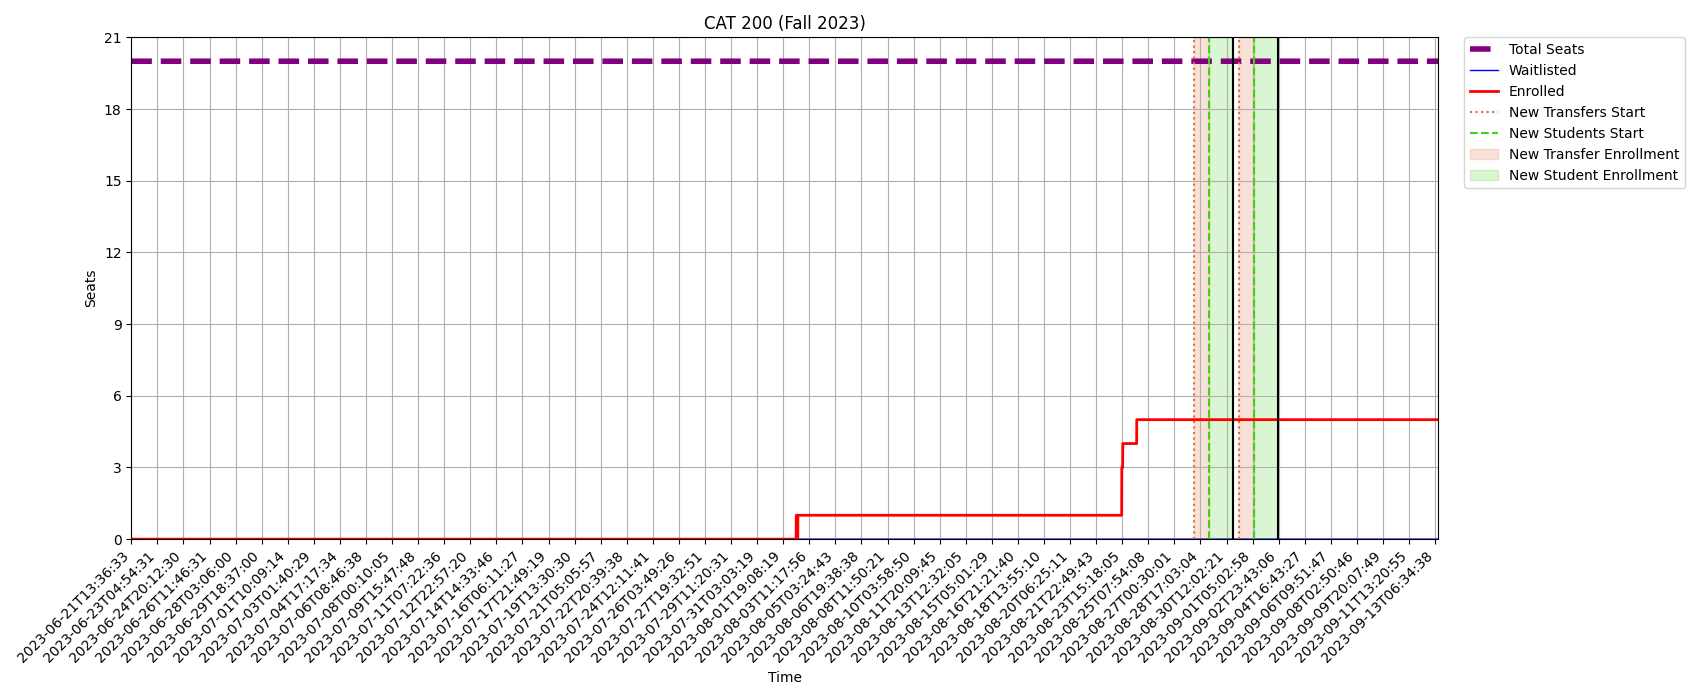 CAT 200 (Fall 2023)
Total Seats
Waitlisted
Enrolled
New Transfers Start
New Students Start
New Transfer Enrollment
New Student Enrollment
Seats
21
18
15
12
9
6
3
0
2023-06-21T13:36:33
2023-06-23T04:54:31
2023-06-24T20:12:30
2023-06-26T11:46:31
2023-06-28T03:06:00
2023-06-29T18:37:00
2023-07-01T10:09:14
2023-07-03T01:40:29
2023-07-04T17:17:34
2023-07-06T08:46:38
2023-07-08T00:10:05
2023-07-09T15:47:48
2023-07-11T07:22:36
2023-07-12T22:57:20
2023-07-14T14:33:46
2023-07-16T06:11:27
2023-07-17T21:49:19
2023-07-19T13:30:30
2023-07-21T05:05:57
2023-07-22T20:39:38
2023-07-24T12:11:41
2023-07-26T03:49:26
2023-07-27T19:32:51
2023-07-29T11:20:31
2023-07-31T03:03:19
2023-08-01T19:08:19
2023-08-03T11:17:56
2023-08-05T03:24:43
2023-08-06T19:38:38
2023-08-08T11:50:21
2023-08-10T03:58:50
2023-08-11T20:09:45
2023-08-13T12:32:05
2023-08-15T05:01:29
2023-08-16T21:21:40
2023-08-18T13:55:10
2023-08-20T06:25:11
2023-08-21T22:49:43
2023-08-23T15:18:05
2023-08-25T07:54:08
2023-08-27T00:30:01
2023-08-28T17:03:04
2023-08-30T12:02:21
2023-09-01T05:02:58
2023-09-02T23:43:06
2023-09-04T16:43:27
2023-09-06T09:51:47
2023-09-08T02:50:46
2023-09-09T20:07:49
2023-09-11T13:20:55
2023-09-13T06:34:38
Time